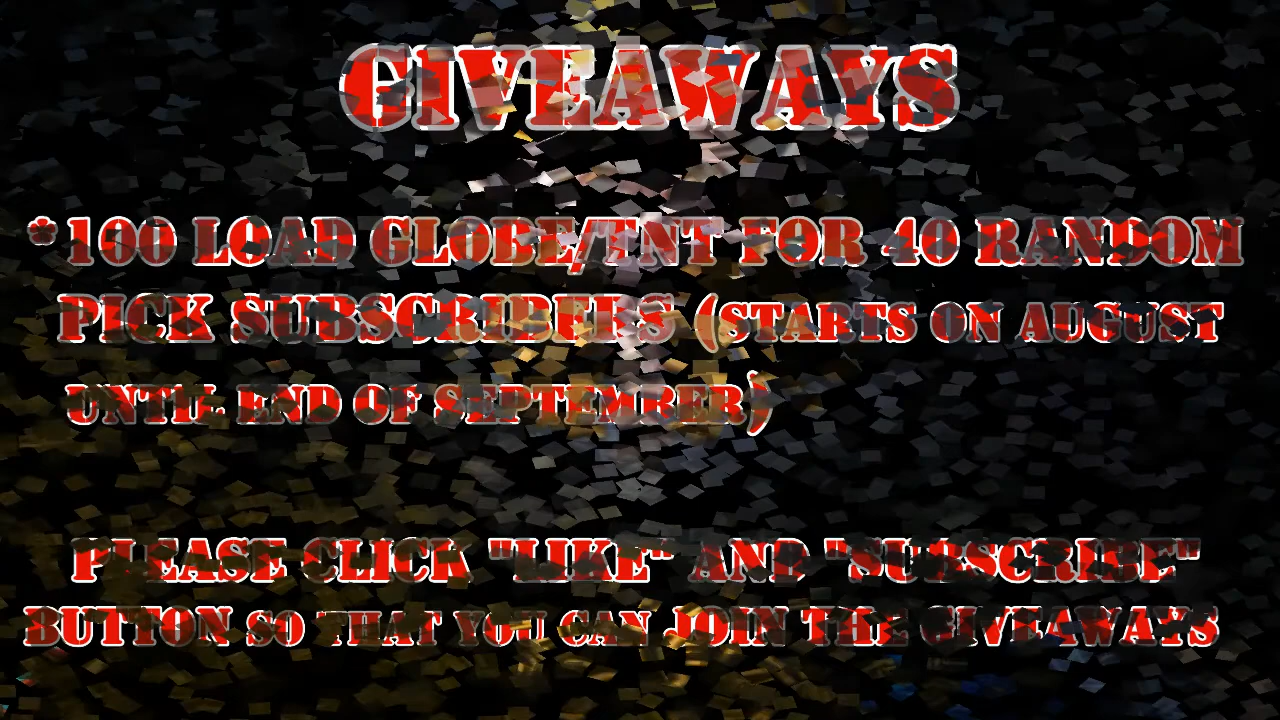 GIVEAWAYS
*100 LOAD GLOBE/TNT FOR 40 RANDOM
PICK SUBSCRIBERS (STARTS ON AUGUST
UNTIL END OF SEPTEMBER)
PLEASE CLICK "LIKE" AND "SUBSCRIBE"
BUTTON SO THAT YOU CAN JOIN THE GIVEAWAYS